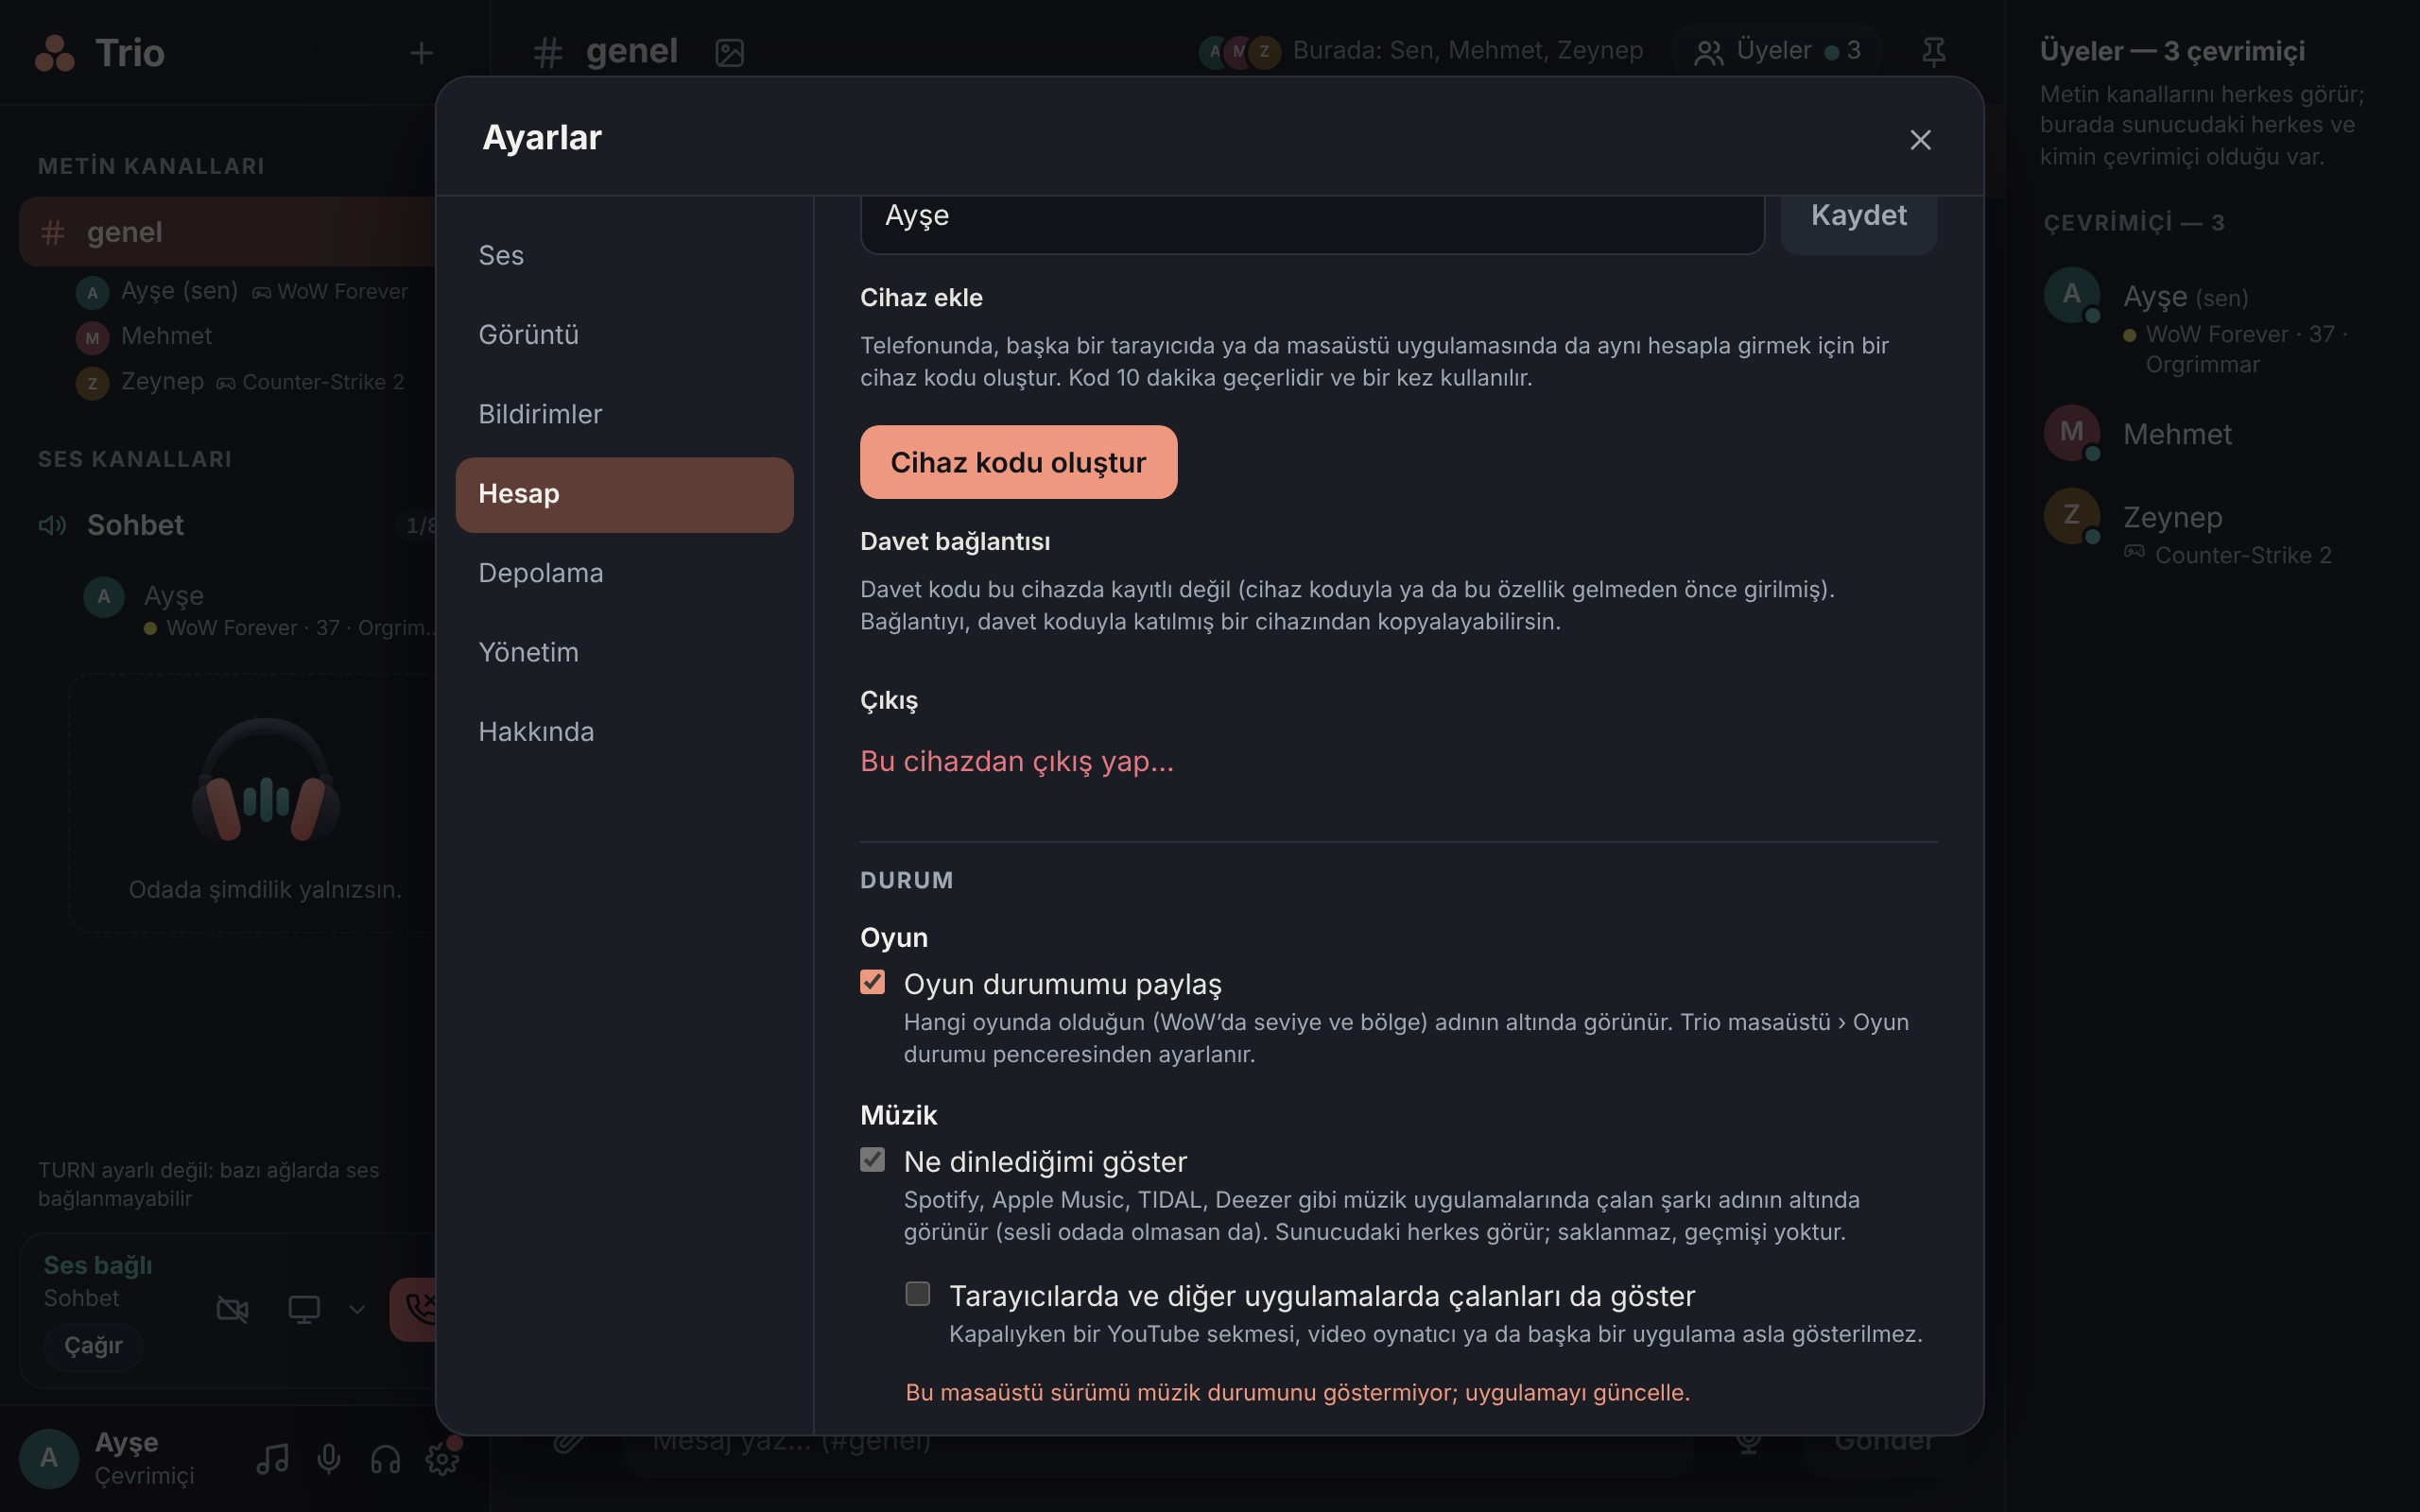 Trio
METİN KANALLARI
genel
A Ayşe (sen) WoW Forever
M Mehmet
Z Zeynep Counter-Strike 2
SES KANALLARI
Sohbet
A Ayşe
WoW Forever · 37 · Orgrim...
Odada şimdilik yalnızsın.
TURN ayarlı değil: bazı ağlarda ses
bağlanmayabilir
Ses bağlı
Sohbet
Çağır
A Ayşe
Çevrimiçi
# genel
A M Z Burada: Sen, Mehmet, Zeynep
Üyeler 3
Ayarlar
Ses
Görüntü
Bildirimler
Hesap
Depolama
Yönetim
Hakkında
Ayşe
Kaydet
Cihaz ekle
Telefonunda, başka bir tarayıcıda ya da masaüstü uygulamasında da aynı hesapla girmek için bir
cihaz kodu oluştur. Kod 10 dakika geçerlidir ve bir kez kullanılır.
Cihaz kodu oluştur
Davet bağlantısı
Davet kodu bu cihazda kayıtlı değil (cihaz koduyla ya da bu özellik gelmeden önce girilmiş).
Bağlantıyı, davet koduyla katılmış bir cihazından kopyalayabilirsin.
Çıkış
Bu cihazdan çıkış yap...
DURUM
Oyun
Oyun durumumu paylaş
Hangi oyunda olduğun (WoW’da seviye ve bölge) adının altında görünür. Trio masaüstü › Oyun
durumu penceresinden ayarlanır.
Müzik
Ne dinlediğimi göster
Spotify, Apple Music, TIDAL, Deezer gibi müzik uygulamalarında çalan şarkı adının altında
görünür (sesli odada olmasan da). Sunucudaki herkes görür; saklanmaz, geçmişi yoktur.
Tarayıcılarda ve diğer uygulamalarda çalanları da göster
Kapalıyken bir YouTube sekmesi, video oynatıcı ya da başka bir uygulama asla gösterilmez.
Bu masaüstü sürümü müzik durumunu göstermiyor; uygulamayı güncelle.
Mesaj yaz... (#genel)
Gönder
Üyeler — 3 çevrimiçi
Metin kanallarını herkes görür;
burada sunucudaki herkes ve
kimin çevrimiçi olduğu var.
ÇEVRİMİÇİ — 3
A Ayşe (sen)
WoW Forever · 37 ·
Orgrimmar
M Mehmet
Z Zeynep
Counter-Strike 2